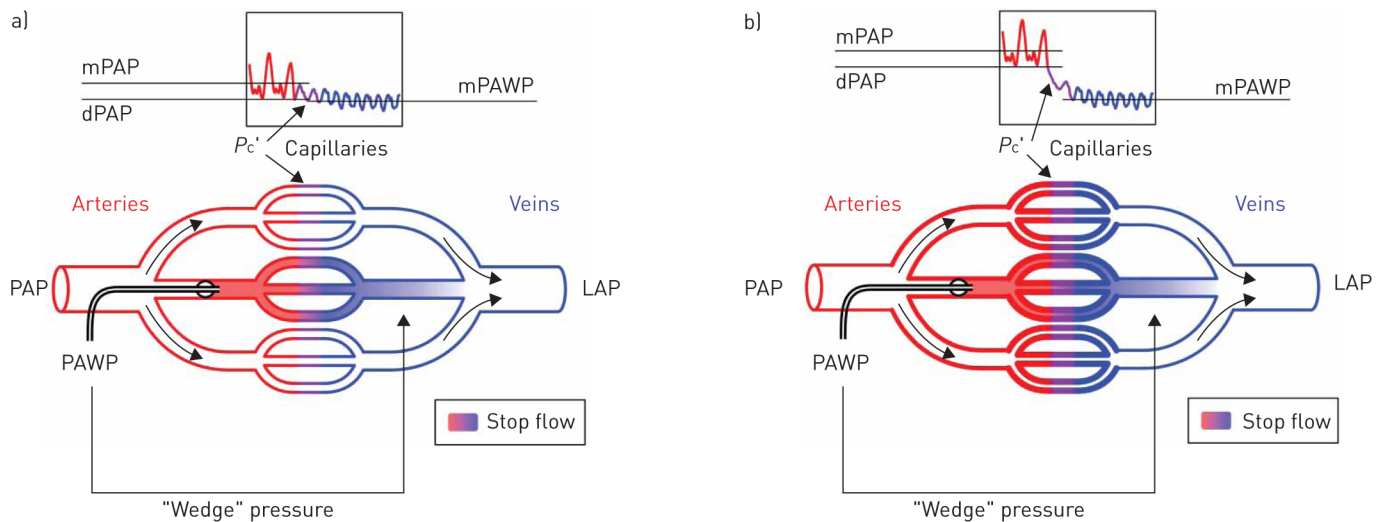 a)
mPAP
dPAP
mPAWP
Pc'
Capillaries
Arteries
Veins
PAP
LAP
PAWP
Stop flow
"Wedge" pressure
b)
mPAP
dPAP
mPAWP
Pc'
Capillaries
Arteries
Veins
PAP
LAP
PAWP
Stop flow
"Wedge" pressure